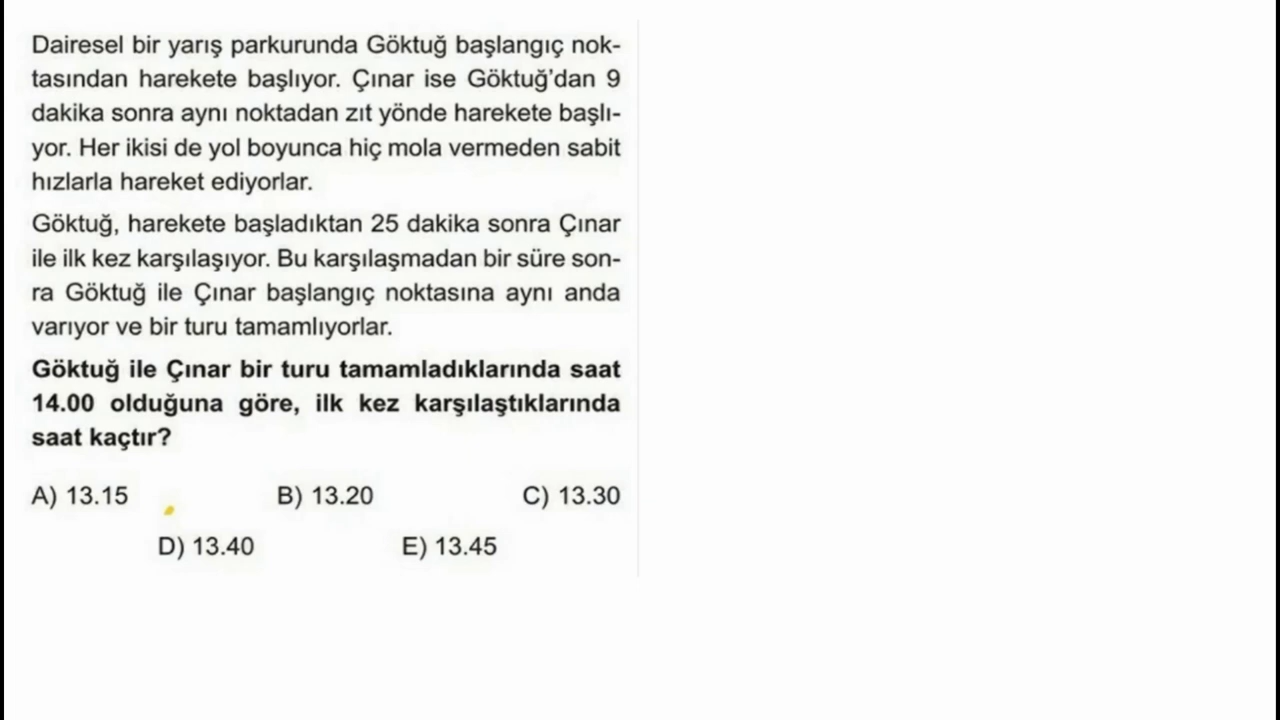 Dairesel bir yarış parkurunda Göktuğ başlangıç nok-
tasından harekete başlıyor. Çınar ise Göktuğ'dan 9
dakika sonra aynı noktadan zıt yönde harekete başlı-
yor. Her ikisi de yol boyunca hiç mola vermeden sabit
hızlarla hareket ediyorlar.
Göktuğ, harekete başladıktan 25 dakika sonra Çınar
ile ilk kez karşılaşıyor. Bu karşılaşmadan bir süre son-
ra Göktuğ ile Çınar başlangıç noktasına aynı anda
varıyor ve bir turu tamamlıyorlar.
Göktuğ ile Çınar bir turu tamamladıklarında saat
14.00 olduğuna göre, ilk kez karşılaştıklarında
saat kaçtır?
A) 13.15 B) 13.20 C) 13.30
D) 13.40 E) 13.45